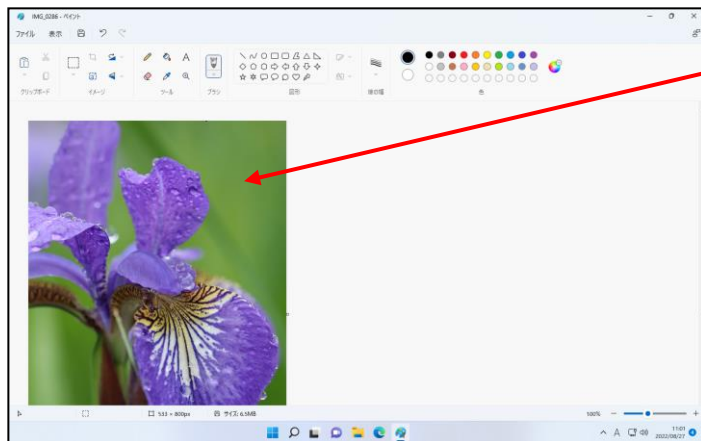 IMG_0286 - ペイント
ファイル 表示
A
クリップボード イメージ ツール ブラシ 図形 線の幅 色
533 × 800px サイズ: 6.5MB 100%
A 11:01
2022/08/27